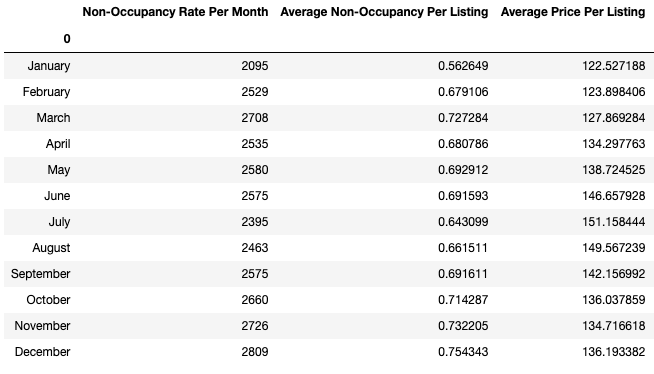 Non-Occupancy Rate Per Month Average Non-Occupancy Per Listing Average Price Per Listing
0
January 2095 0.562649 122.527188
February 2529 0.679106 123.898406
March 2708 0.727284 127.869284
April 2535 0.680786 134.297763
May 2580 0.692912 138.724525
June 2575 0.691593 146.657928
July 2395 0.643099 151.158444
August 2463 0.661511 149.567239
September 2575 0.691611 142.156992
October 2660 0.714287 136.037859
November 2726 0.732205 134.716618
December 2809 0.754343 136.193382